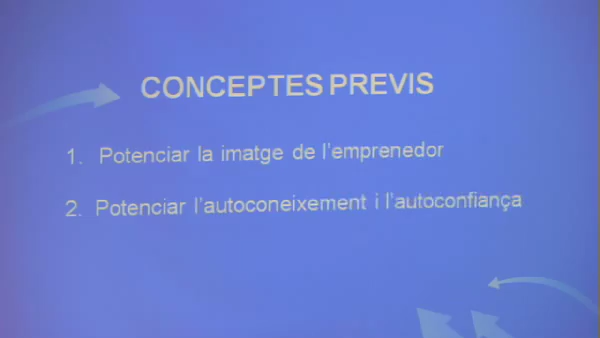 CONCEPTES PREVIS
1. Potenciar la imatge de l'emprenedor
2. Potenciar l'autoconeixement i l'autoconfiança